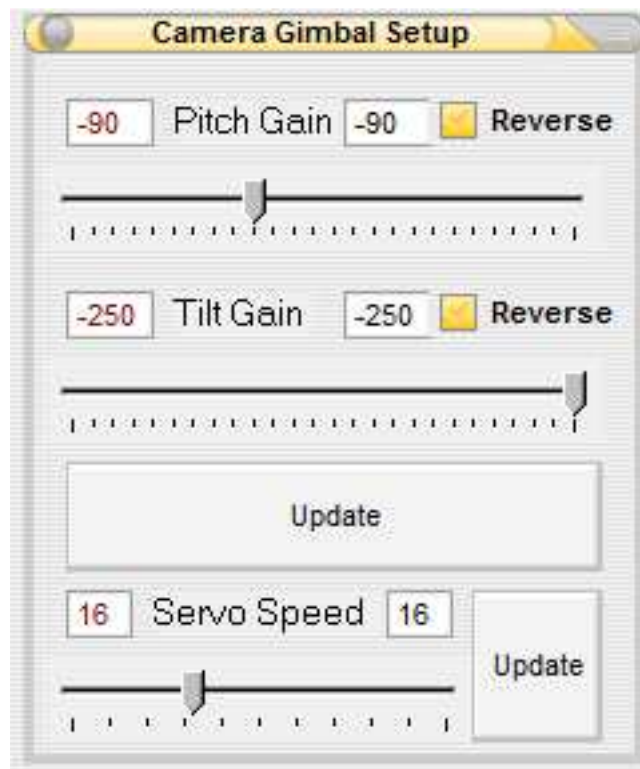 Camera Gimbal Setup
-90 Pitch Gain -90 Reverse
-250 Tilt Gain -250 Reverse
Update
16 Servo Speed 16
Update